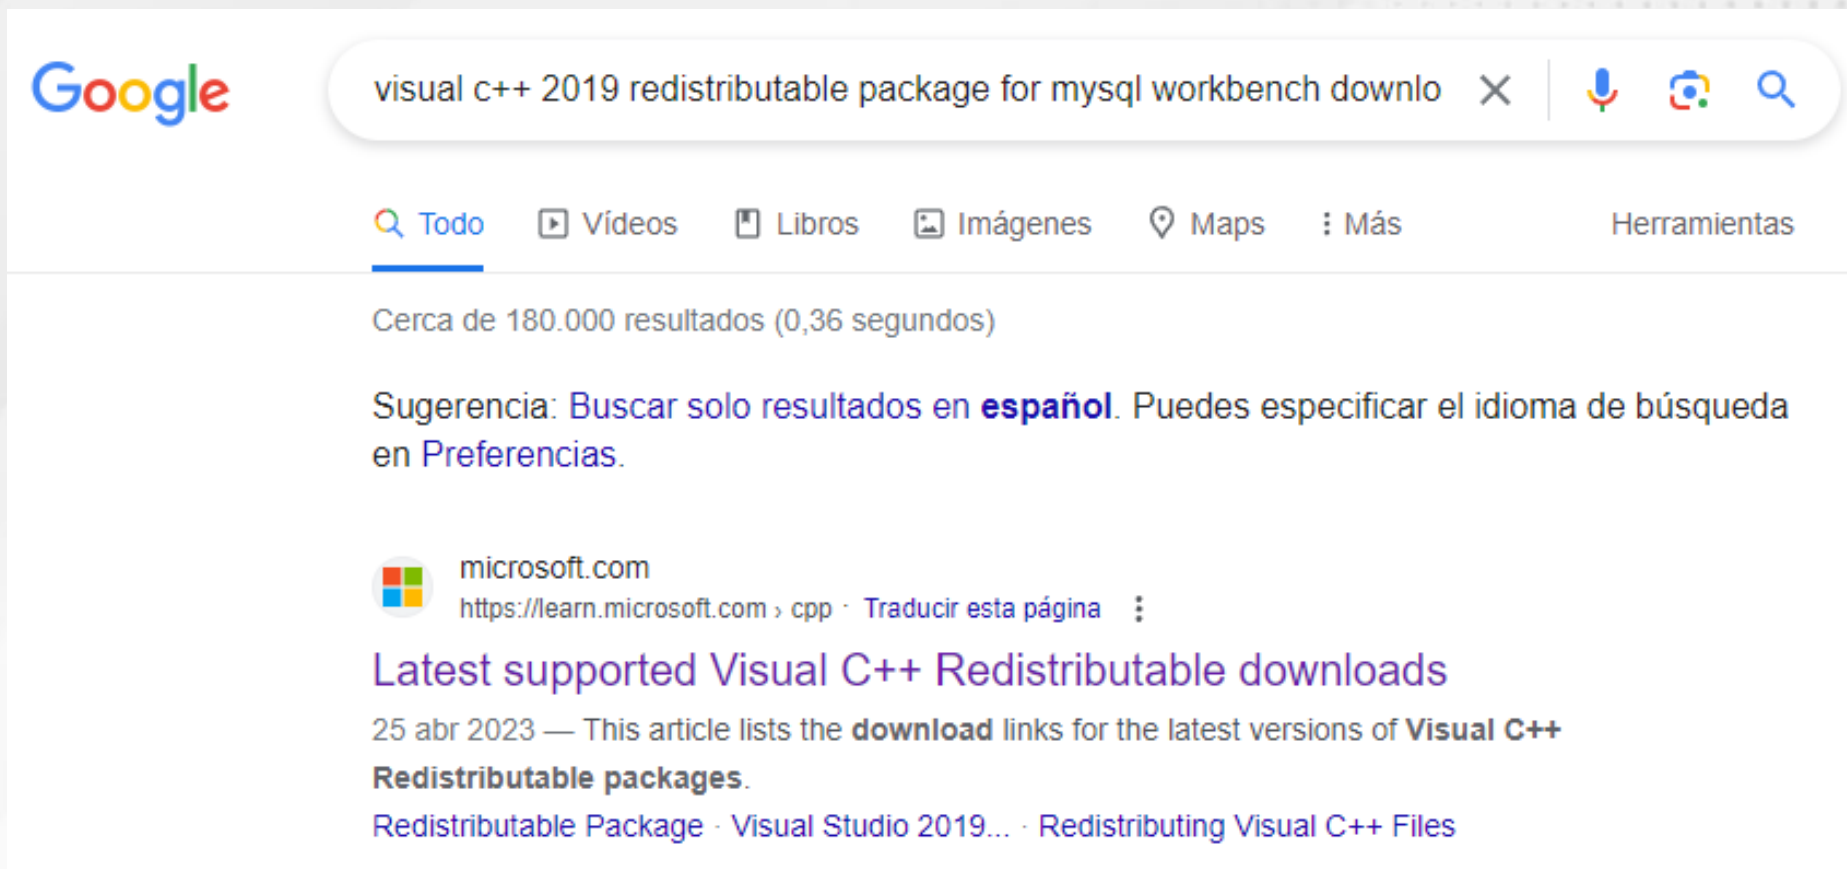 Google visual c++ 2019 redistributable package for mysql workbench downlo
Todo Vídeos Libros Imágenes Maps Más Herramientas
Cerca de 180.000 resultados (0,36 segundos)
Sugerencia: Buscar solo resultados en español. Puedes especificar el idioma de búsqueda
en Preferencias.
microsoft.com
https://learn.microsoft.com › cpp · Traducir esta página
Latest supported Visual C++ Redistributable downloads
25 abr 2023 — This article lists the download links for the latest versions of Visual C++
Redistributable packages.
Redistributable Package · Visual Studio 2019... · Redistributing Visual C++ Files